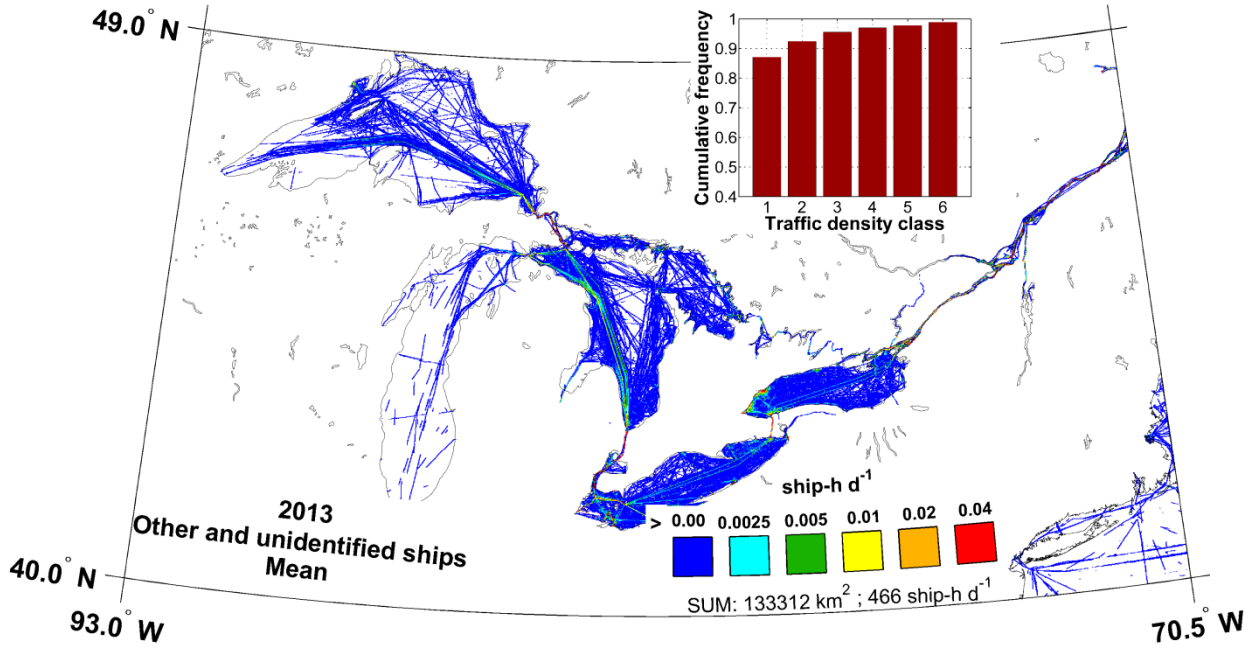 49.0° N
1
0.9
0.8
0.7
0.6
0.5
0.4
Cumulative frequency
1 2 3 4 5 6
Traffic density class
2013
Other and unidentified ships
Mean
ship-h d⁻¹
> 0.00 0.0025 0.005 0.01 0.02 0.04
SUM: 133312 km² ; 466 ship-h d⁻¹
40.0° N
93.0° W
70.5° W